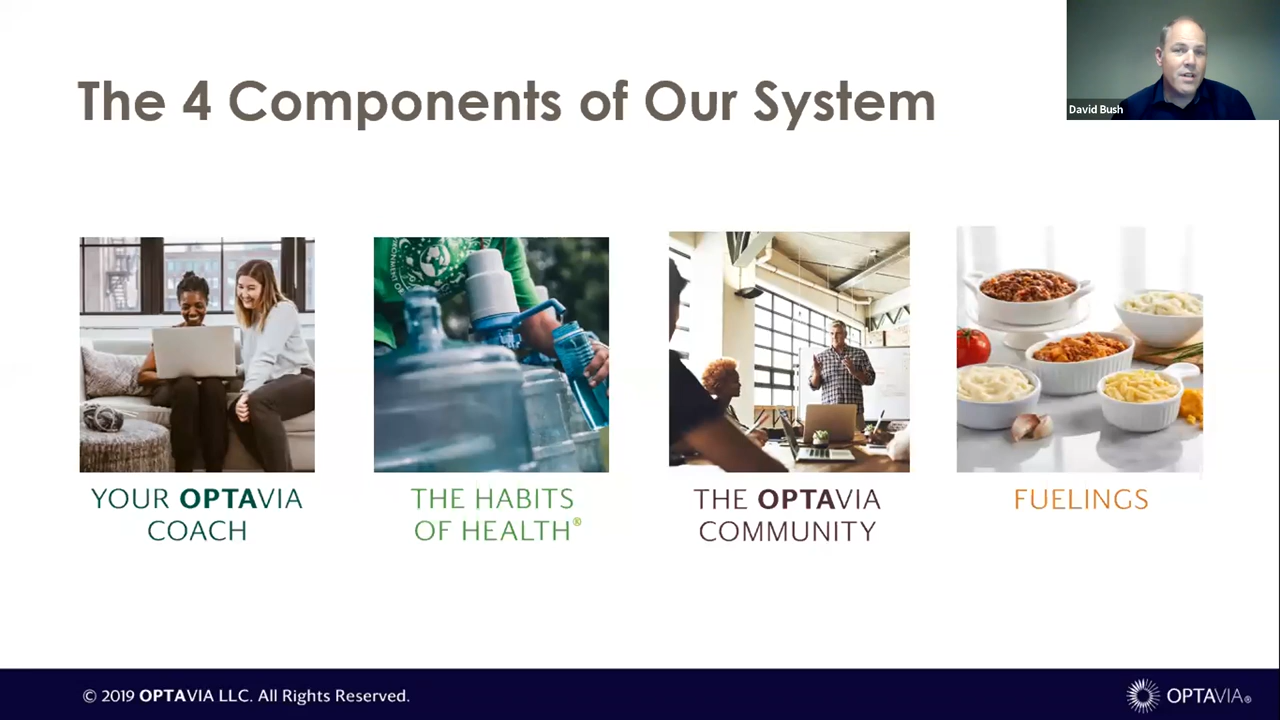 The 4 Components of Our System
David Bush
YOUR OPTAVIA
COACH
THE HABITS
OF HEALTH®
THE OPTAVIA
COMMUNITY
FUELINGS
© 2019 OPTAVIA LLC. All Rights Reserved.
OPTAVIA®